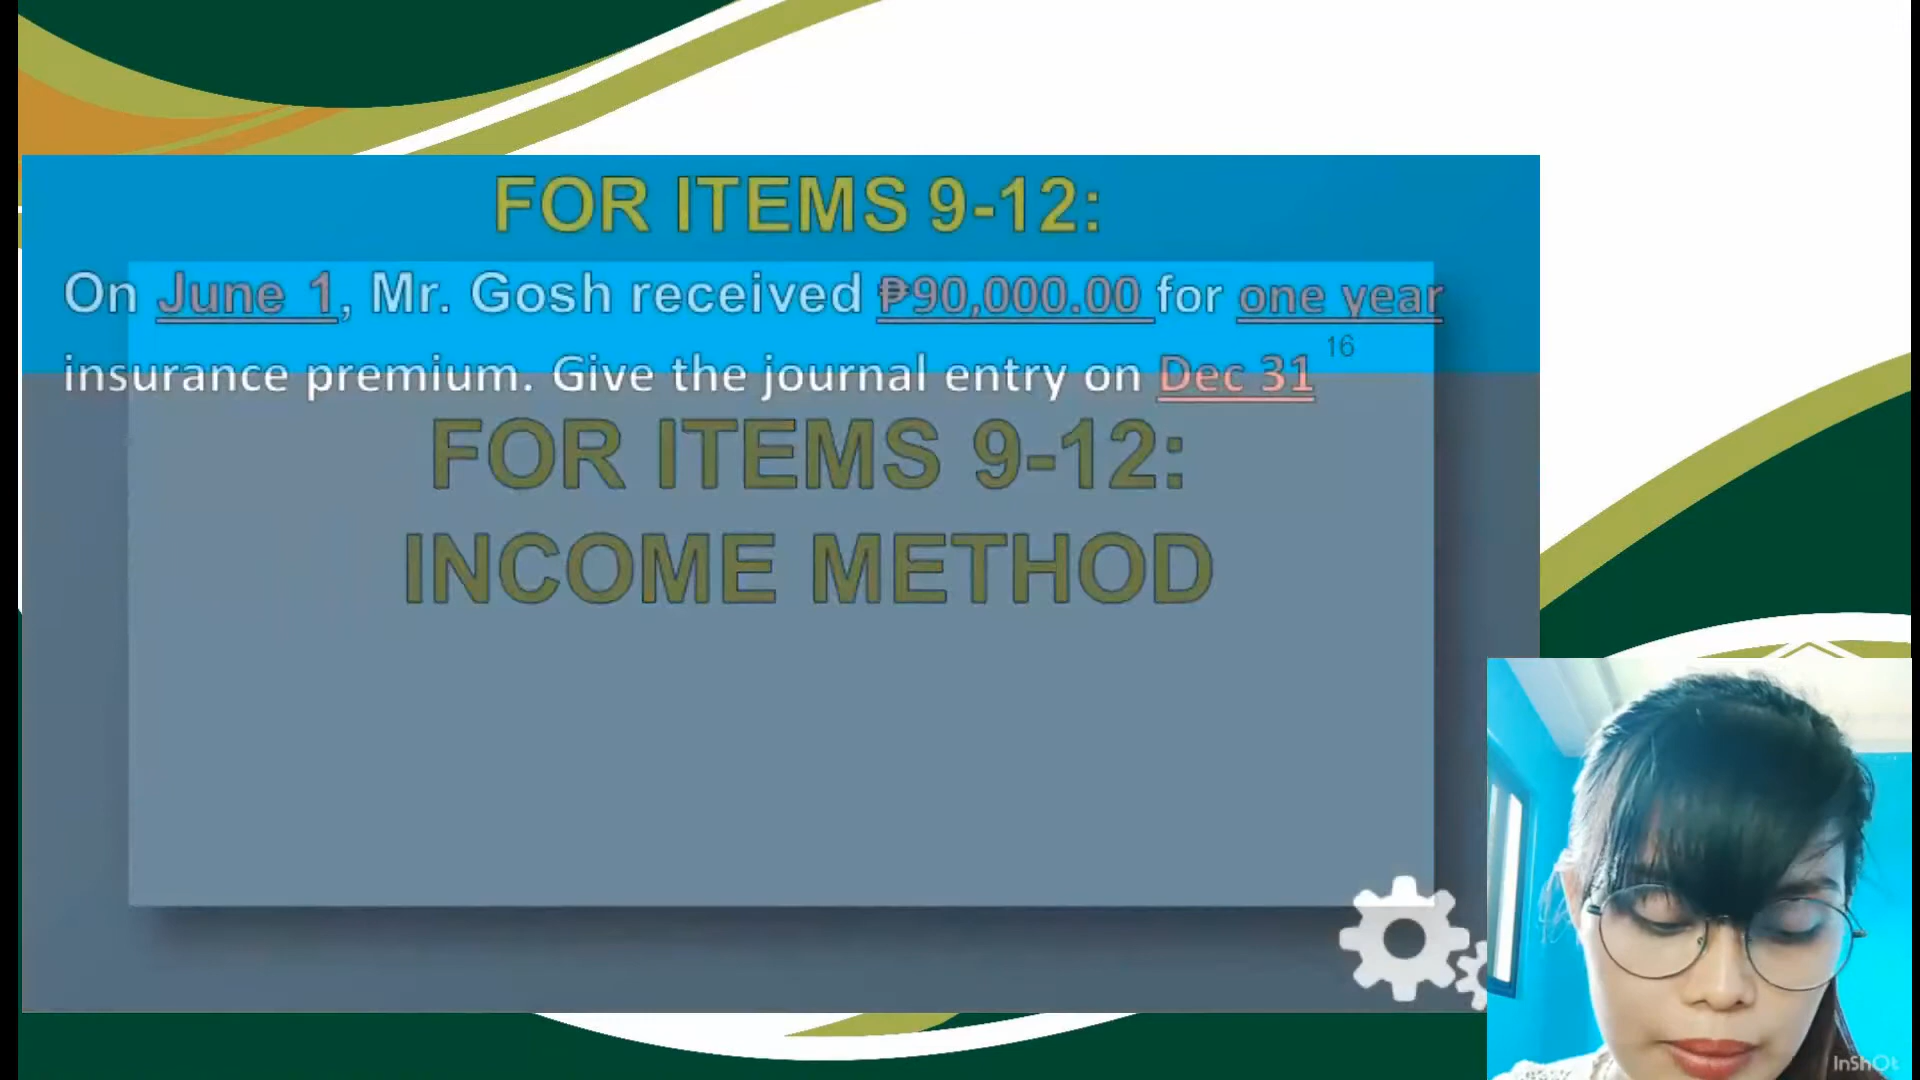 FOR ITEMS 9-12:
On June 1, Mr. Gosh received ₱90,000.00 for one year
insurance premium. Give the journal entry on Dec 31
16
FOR ITEMS 9-12:
INCOME METHOD
InShOt